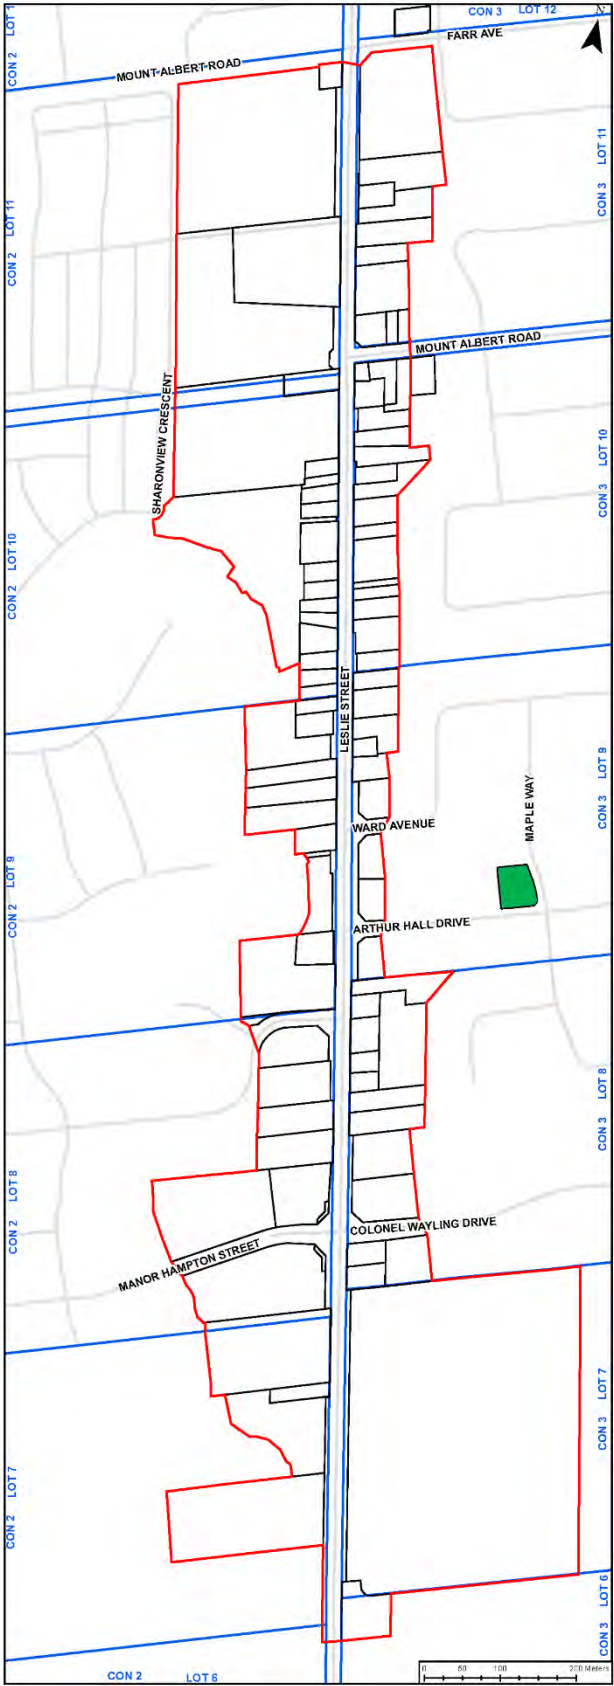 CON 3 LOT 12
N
CON 2 LOT 1
FARR AVE
MOUNT ALBERT ROAD
CON 3 LOT 11
CON 2 LOT 11
MOUNT ALBERT ROAD
SHARONVIEW CRESCENT
CON 3 LOT 10
CON 2 LOT 10
LESLIE STREET
CON 3 LOT 9
MAPLE WAY
WARD AVENUE
CON 2 LOT 9
ARTHUR HALL DRIVE
CON 3 LOT 8
CON 2 LOT 8
COLONEL WAYLING DRIVE
MANOR HAMPTON STREET
CON 3 LOT 7
CON 2 LOT 7
CON 3 LOT 6
CON 2 LOT 6
0 50 100 200 Meters